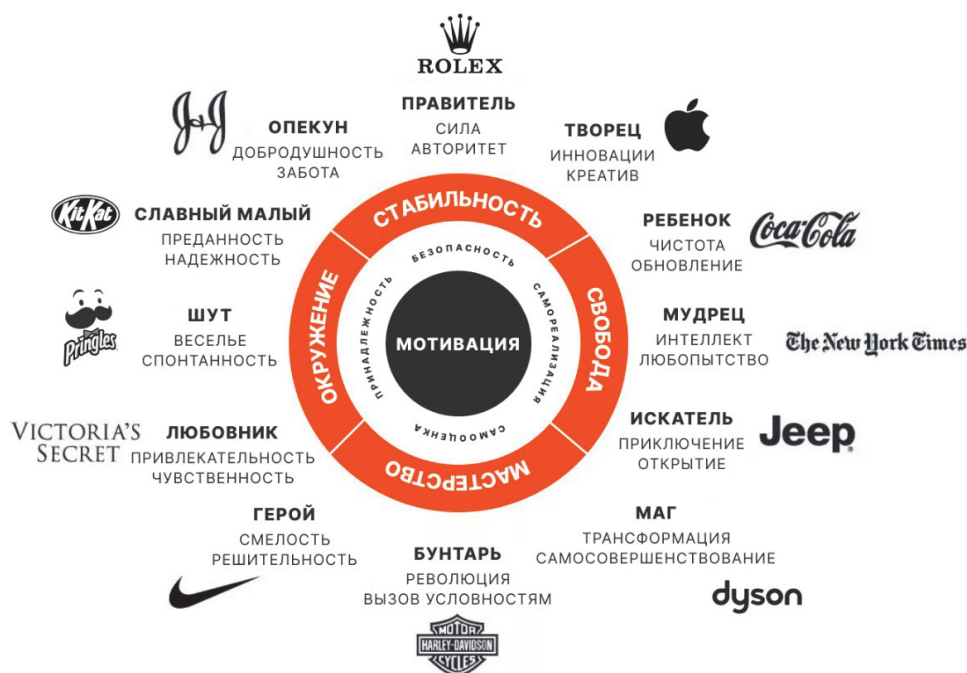 ROLEX
ПРАВИТЕЛЬ
СИЛА
АВТОРИТЕТ
J&J
ОПЕКУН
ДОБРОДУШНОСТЬ
ЗАБОТА
ТВОРЕЦ
ИННОВАЦИИ
КРЕАТИВ
KitKat
СЛАВНЫЙ МАЛЫЙ
ПРЕДАННОСТЬ
НАДЕЖНОСТЬ
РЕБЕНОК
ЧИСТОТА
ОБНОВЛЕНИЕ
Coca-Cola
Pringles
ШУТ
ВЕСЕЛЬЕ
СПОНТАННОСТЬ
МУДРЕЦ
ИНТЕЛЛЕКТ
ЛЮБОПЫТСТВО
The New York Times
СТАБИЛЬНОСТЬ
СВОБОДА
МАСТЕРСТВО
ОКРУЖЕНИЕ
БЕЗОПАСНОСТЬ
САМОРЕАЛИЗАЦИЯ
САМООЦЕНКА
ПРИНАДЛЕЖНОСТЬ
МОТИВАЦИЯ
VICTORIA'S
SECRET
ЛЮБОВНИК
ПРИВЛЕКАТЕЛЬНОСТЬ
ЧУВСТВЕННОСТЬ
ИСКАТЕЛЬ
ПРИКЛЮЧЕНИЕ
ОТКРЫТИЕ
Jeep
ГЕРОЙ
СМЕЛОСТЬ
РЕШИТЕЛЬНОСТЬ
БУНТАРЬ
РЕВОЛЮЦИЯ
ВЫЗОВ УСЛОВНОСТЯМ
МАГ
ТРАНСФОРМАЦИЯ
САМОСОВЕРШЕНСТВОВАНИЕ
dyson
MOTOR
HARLEY-DAVIDSON
CYCLES